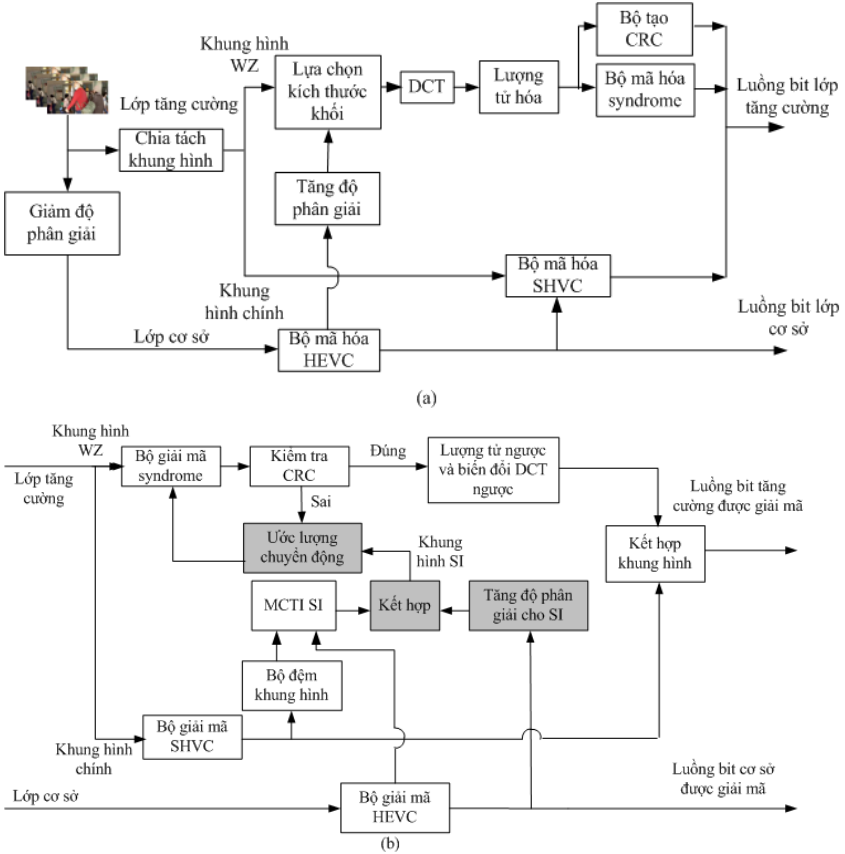 Khung hình
WZ
Lớp tăng cường
Chia tách
khung hình
Giảm độ
phân giải
Lựa chọn
kích thước
khối
DCT
Lượng
tử hóa
Bộ tạo
CRC
Bộ mã hóa
syndrome
Luồng bit lớp
tăng cường
Tăng độ
phân giải
Khung
hình chính
Bộ mã hóa
SHVC
Lớp cơ sở
Bộ mã hóa
HEVC
Luồng bit lớp
cơ sở
(a)
Khung hình
WZ
Lớp tăng
cường
Bộ giải mã
syndrome
Kiểm tra
CRC
Đúng
Sai
Lượng tử ngược
và biến đổi DCT
ngược
Luồng bit tăng
cường được giải mã
Kết hợp
khung hình
Ước lượng
chuyển động
Khung
hình SI
MCTI SI
Kết hợp
Tăng độ phân
giải cho SI
Bộ đệm
khung hình
Bộ giải mã
SHVC
Khung hình
chính
Lớp cơ sở
Bộ giải mã
HEVC
Luồng bit cơ sở
được giải mã
(b)